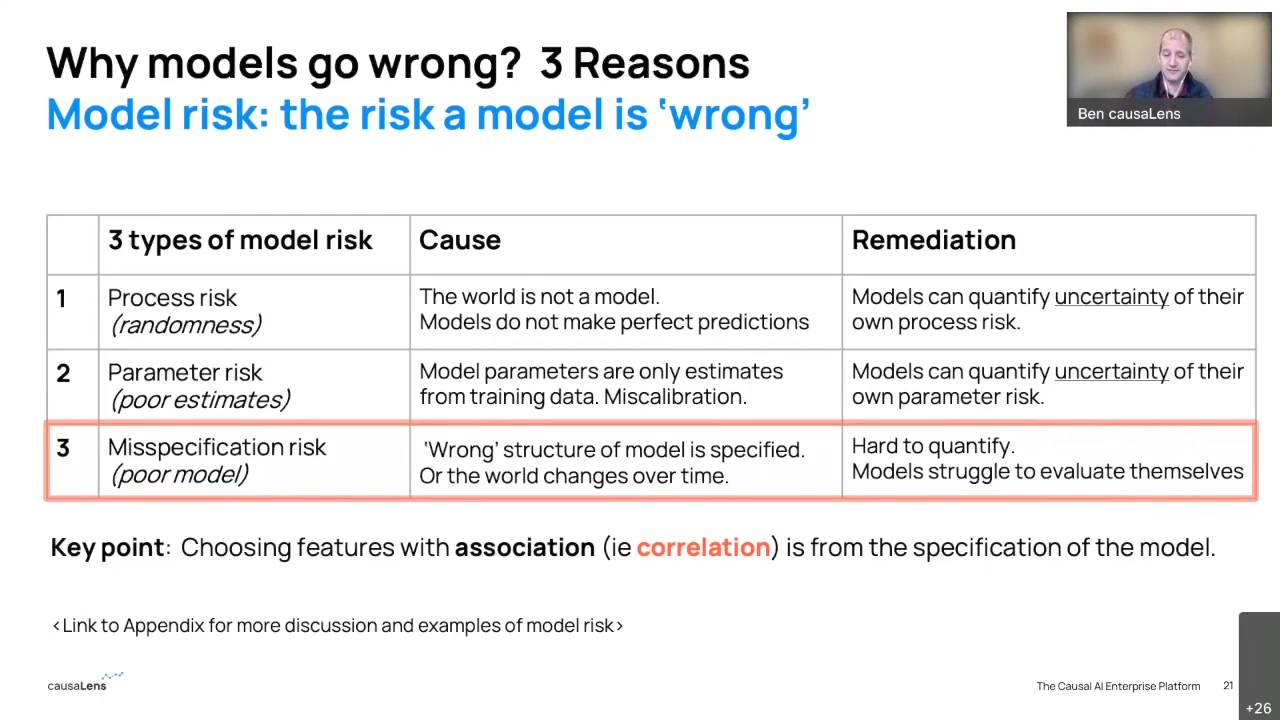 Why models go wrong? 3 Reasons
Model risk: the risk a model is ‘wrong’
Ben causaLens
3 types of model risk
Cause
Remediation
1
Process risk
(randomness)
The world is not a model.
Models do not make perfect predictions
Models can quantify uncertainty of their
own process risk.
2
Parameter risk
(poor estimates)
Model parameters are only estimates
from training data. Miscalibration.
Models can quantify uncertainty of their
own parameter risk.
3
Misspecification risk
(poor model)
‘Wrong’ structure of model is specified.
Or the world changes over time.
Hard to quantify.
Models struggle to evaluate themselves
Key point: Choosing features with association (ie correlation) is from the specification of the model.
<Link to Appendix for more discussion and examples of model risk>
causaLens
The Causal AI Enterprise Platform
21
+26